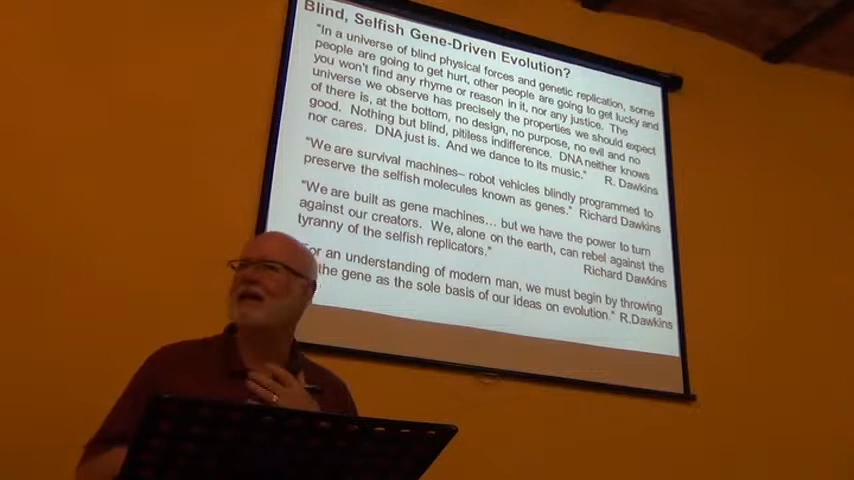 Blind, Selfish Gene-Driven Evolution?
"In a universe of blind physical forces and genetic replication, some
people are going to get hurt, other people are going to get lucky and
you won't find any rhyme or reason in it, nor any justice. The
universe we observe has precisely the properties we should expect
of there is, at the bottom, no design, no purpose, no evil and no
good. Nothing but blind, pitiless indifference. DNA neither knows
nor cares. DNA just is. And we dance to its music." R. Dawkins
"We are survival machines– robot vehicles blindly programmed to
preserve the selfish molecules known as genes." Richard Dawkins
"We are built as gene machines… but we have the power to turn
against our creators. We, alone on the earth, can rebel against the
tyranny of the selfish replicators." Richard Dawkins
or an understanding of modern man, we must begin by throwing
the gene as the sole basis of our ideas on evolution." R.Dawkins